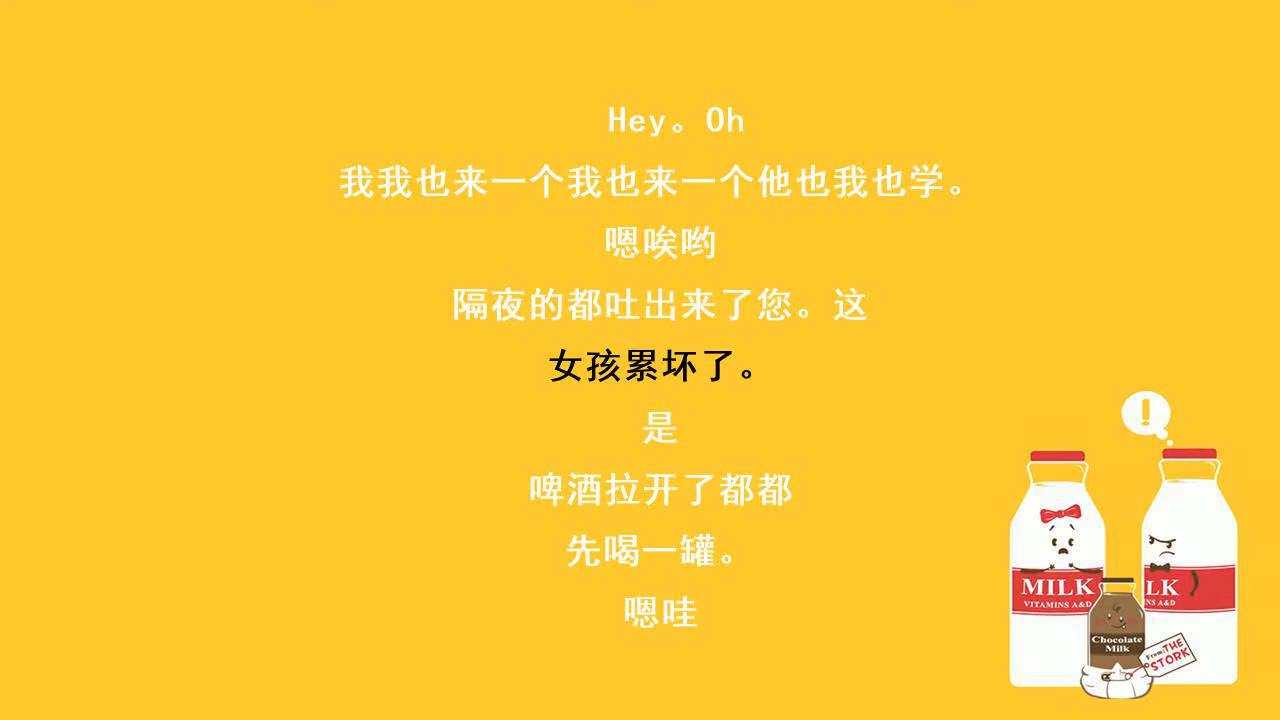 Hey。Oh
我我也来一个我也来一个他也我也学。
嗯唉哟
隔夜的都吐出来了您。这
女孩累坏了。
是
啤酒拉开了都都
先喝一罐。
嗯哇
!
MILK
VITAMINS A&D
LK
NS A&D
Chocolate
Milk
From: THE
STORK